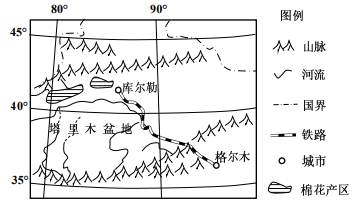 80° 90° 图例
45° 山脉
河流
库尔勒 国界
40° 铁路
塔里木盆地 格尔木 城市
35° 棉花产区